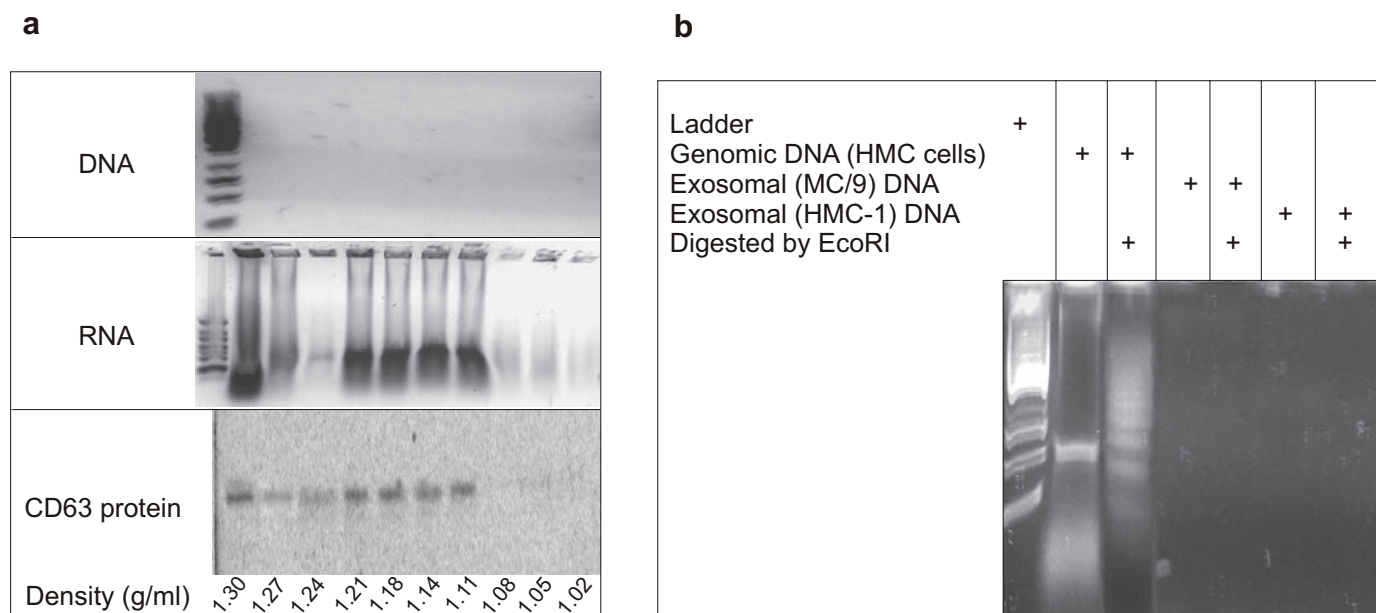 a
DNA
RNA
CD63 protein
Density (g/ml) 1.30 1.27 1.24 1.21 1.18 1.14 1.11 1.08 1.05 1.02
b
Ladder +
Genomic DNA (HMC cells) + +
Exosomal (MC/9) DNA + +
Exosomal (HMC-1) DNA + +
Digested by EcoRI + + +